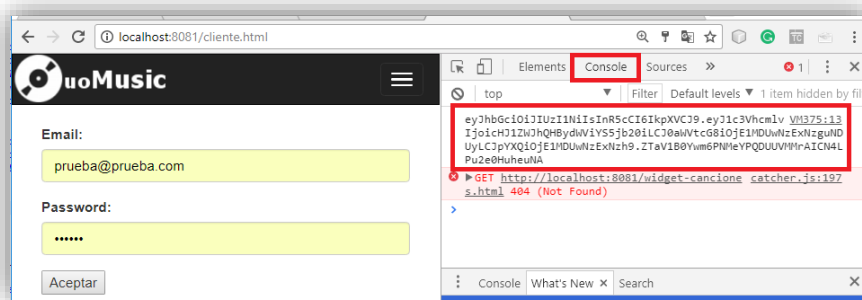 localhost:8081/cliente.html
uoMusic
Email:
prueba@prueba.com
Password:
••••••
Aceptar
Elements Console Sources » 1
top Filter Default levels ▼ 1 item hidden by fil
eyJhbGciOiJIUzI1NiIsInR5cCI6IkpXVCJ9.eyJ1c3Vhcmlv VM375:13
IjoicHJ1ZWJhQHBydWViYS5jb20iLCJ0aWVtcG8iOjE1MDUwNzExNzguND
UyLCJpYXQiOjE1MDUwNzExNzh9.ZTaV1B0Ywm6PNMeYPQDUUVMMrAICN4L
Pu2e0HuheuNA
▶GET http://localhost:8081/widget-cancione catcher.js:197
s.html 404 (Not Found)
Console What's New × Search